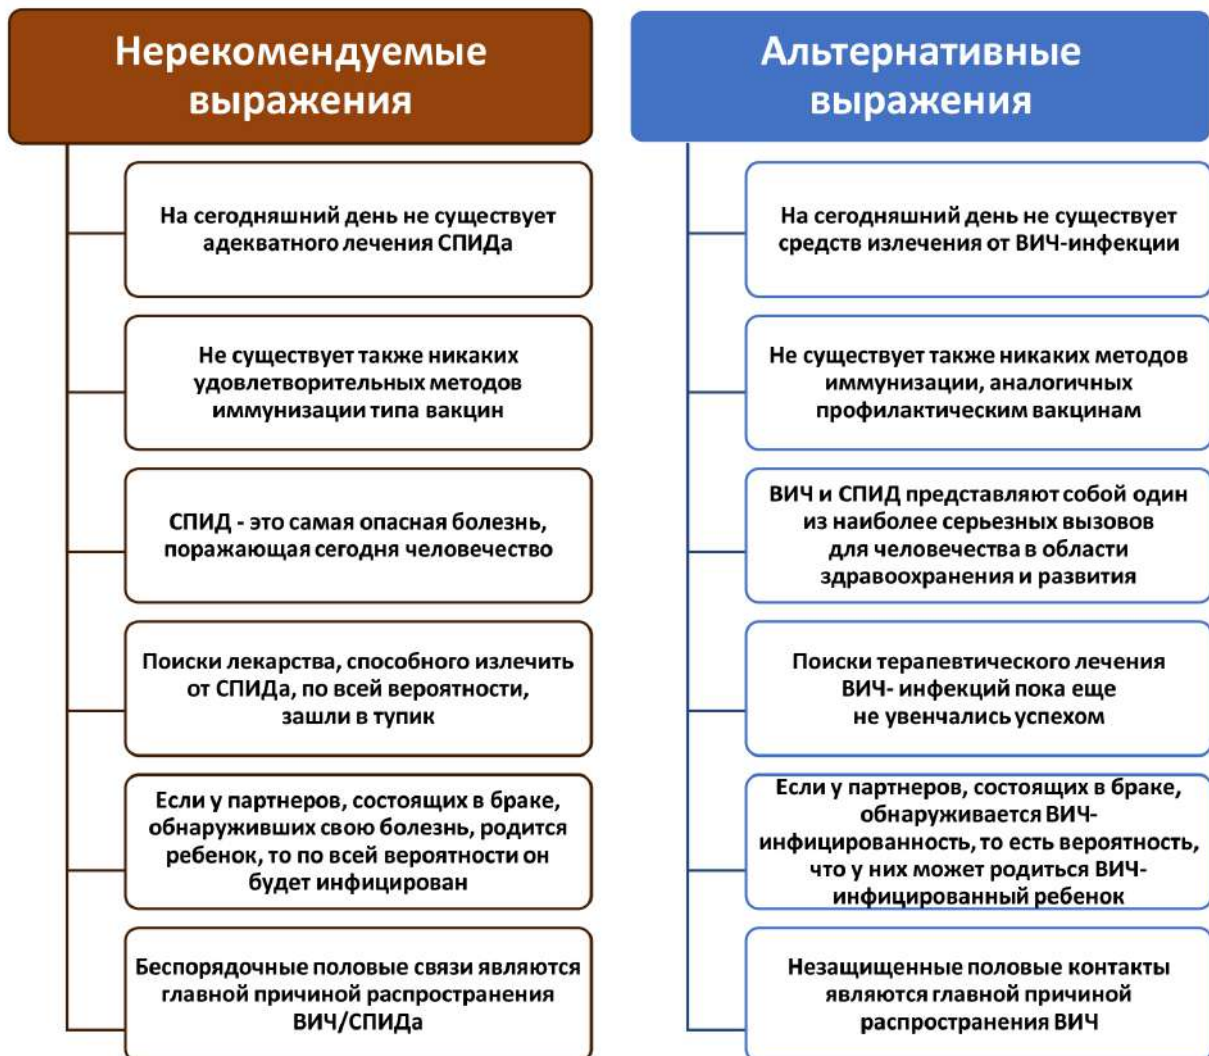 Нерекомендуемые
выражения
На сегодняшний день не существует
адекватного лечения СПИДа
Не существует также никаких
удовлетворительных методов
иммунизации типа вакцин
СПИД - это самая опасная болезнь,
поражающая сегодня человечество
Поиски лекарства, способного излечить
от СПИДа, по всей вероятности,
зашли в тупик
Если у партнеров, состоящих в браке,
обнаруживших свою болезнь, родится
ребенок, то по всей вероятности он
будет инфицирован
Беспорядочные половые связи являются
главной причиной распространения
ВИЧ/СПИДа
Альтернативные
выражения
На сегодняшний день не существует
средств излечения от ВИЧ-инфекции
Не существует также никаких методов
иммунизации, аналогичных
профилактическим вакцинам
ВИЧ и СПИД представляют собой один
из наиболее серьезных вызовов
для человечества в области
здравоохранения и развития
Поиски терапевтического лечения
ВИЧ- инфекций пока еще
не увенчались успехом
Если у партнеров, состоящих в браке,
обнаруживается ВИЧ-
инфицированность, то есть вероятность,
что у них может родиться ВИЧ-
инфицированный ребенок
Незащищенные половые контакты
являются главной причиной
распространения ВИЧ